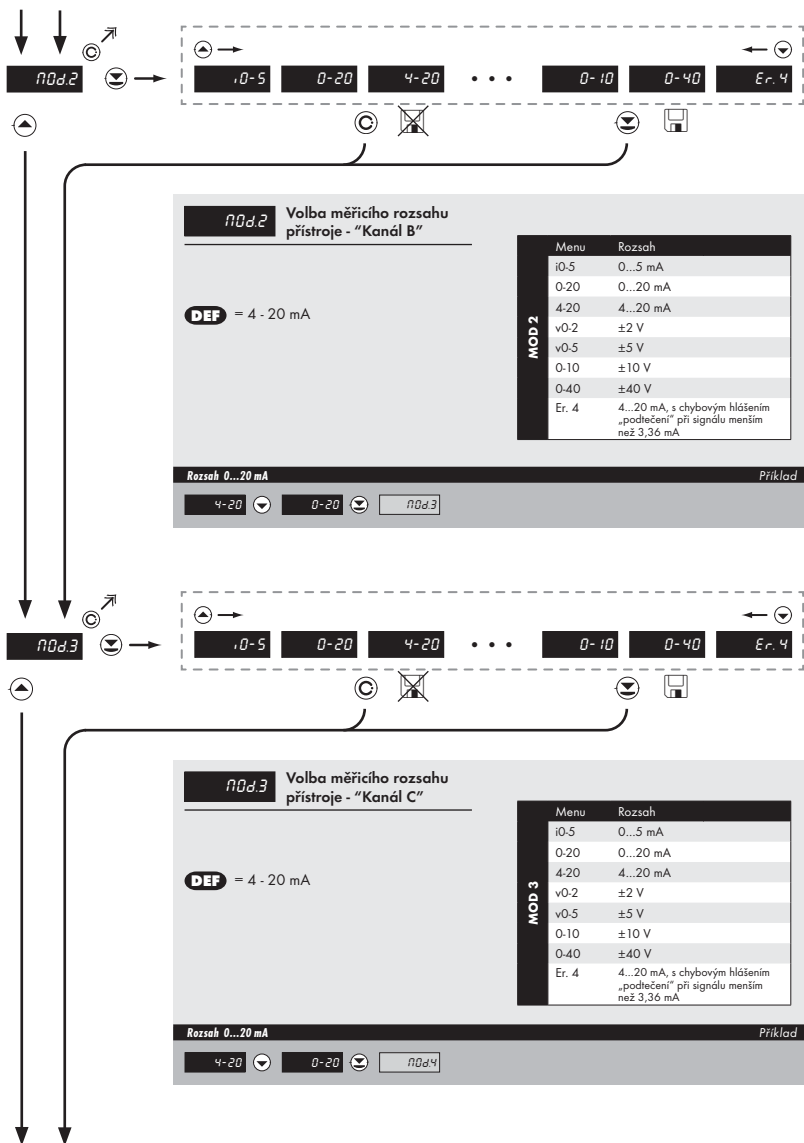 MOd.2
i0-5 0-20 4-20 • • • 0-10 0-40 Er. 4
MOd.2
Volba měřicího rozsahu
přístroje - “Kanál B”
DEF = 4 - 20 mA
MOD 2
Menu Rozsah
i0-5 0...5 mA
0-20 0...20 mA
4-20 4...20 mA
v0-2 ±2 V
v0-5 ±5 V
0-10 ±10 V
0-40 ±40 V
Er. 4 4...20 mA, s chybovým hlášením
„podtečení” při signálu menším
než 3,36 mA
Rozsah 0...20 mA Příklad
4-20 0-20 MOd.3
MOd.3
i0-5 0-20 4-20 • • • 0-10 0-40 Er. 4
MOd.3
Volba měřicího rozsahu
přístroje - “Kanál C”
DEF = 4 - 20 mA
MOD 3
Menu Rozsah
i0-5 0...5 mA
0-20 0...20 mA
4-20 4...20 mA
v0-2 ±2 V
v0-5 ±5 V
0-10 ±10 V
0-40 ±40 V
Er. 4 4...20 mA, s chybovým hlášením
„podtečení” při signálu menším
než 3,36 mA
Rozsah 0...20 mA Příklad
4-20 0-20 MOd.4